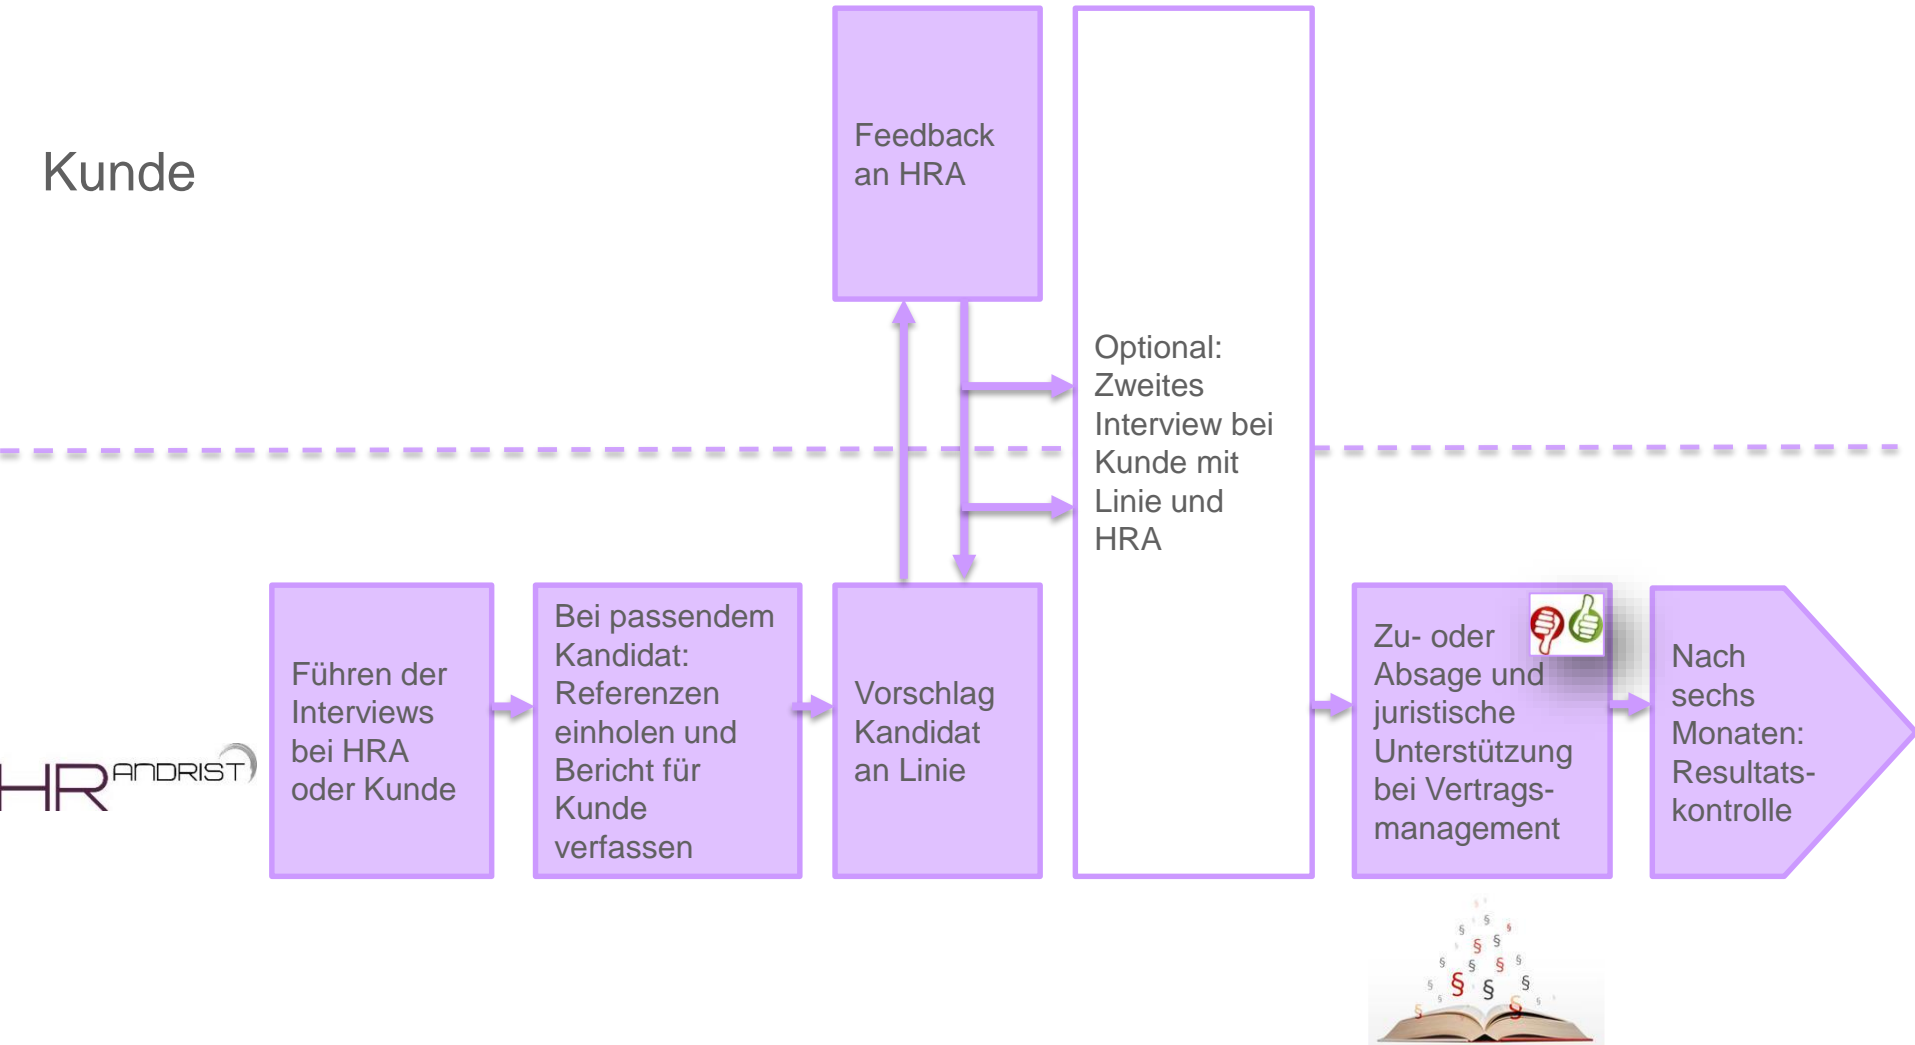 Kunde
Feedback
an HRA
Optional:
Zweites
Interview bei
Kunde mit
Linie und
HRA
HR ANDRIST
Führen der
Interviews
bei HRA
oder Kunde
Bei passendem
Kandidat:
Referenzen
einholen und
Bericht für
Kunde
verfassen
Vorschlag
Kandidat
an Linie
Zu- oder
Absage und
juristische
Unterstützung
bei Vertrags-
management
Nach
sechs
Monaten:
Resultats-
kontrolle